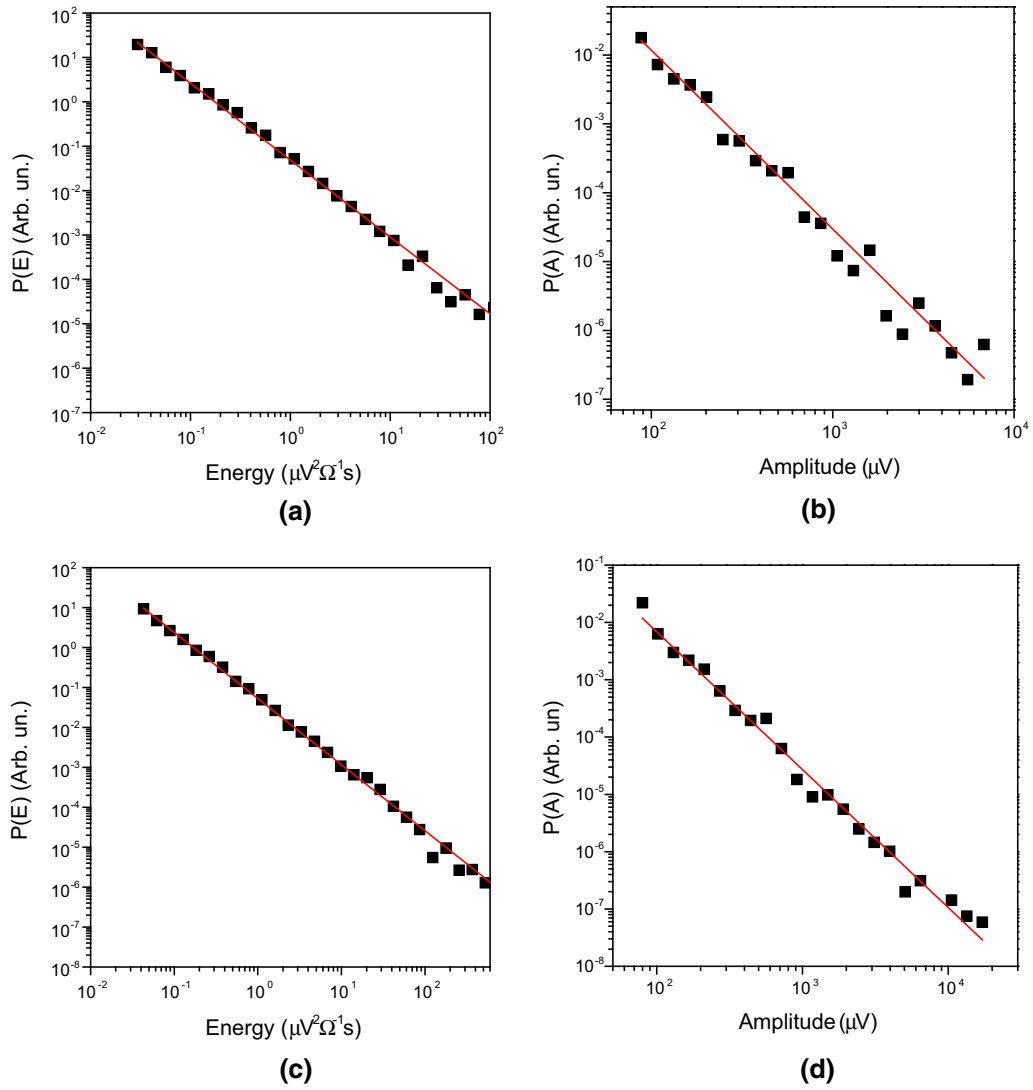 10²
10¹
10⁰
10⁻¹
10⁻²
10⁻³
10⁻⁴
10⁻⁵
10⁻⁶
10⁻⁷
P(E) (Arb. un.)
10⁻² 10⁻¹ 10⁰ 10¹ 10²
Energy (μV²Ω⁻¹s)
(a)
10⁻²
10⁻³
10⁻⁴
10⁻⁵
10⁻⁶
10⁻⁷
P(A) (Arb. un.)
10² 10³ 10⁴
Amplitude (μV)
(b)
10²
10¹
10⁰
10⁻¹
10⁻²
10⁻³
10⁻⁴
10⁻⁵
10⁻⁶
10⁻⁷
10⁻⁸
P(E) (Arb. un.)
10⁻² 10⁻¹ 10⁰ 10¹ 10²
Energy (μV²Ω⁻¹s)
(c)
10⁻¹
10⁻²
10⁻³
10⁻⁴
10⁻⁵
10⁻⁶
10⁻⁷
10⁻⁸
P(A) (Arb. un)
10² 10³ 10⁴
Amplitude (μV)
(d)